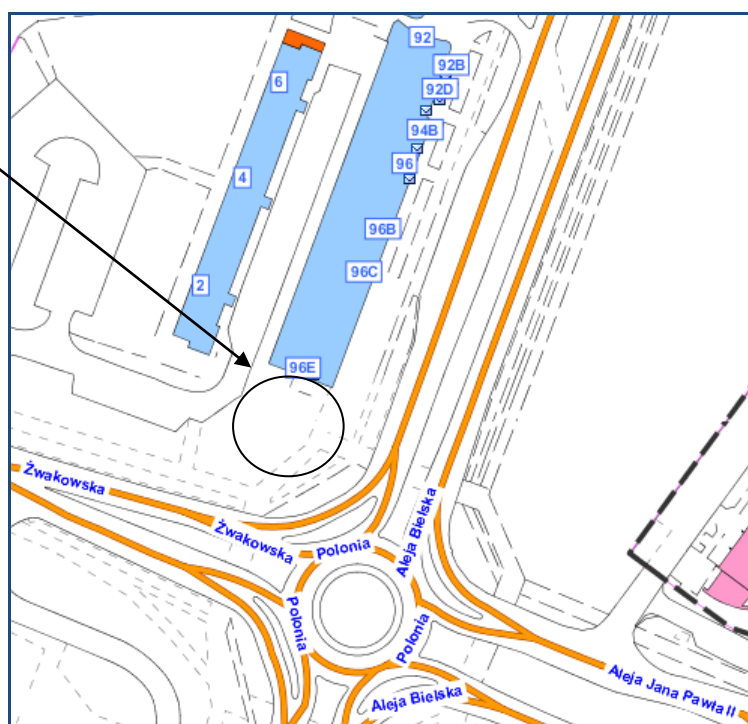 92
92B
6
92D
94B
96
4
96B
96C
2
96E
Żwakowska
Żwakowska
Polonia
Aleja Bielska
Polonia
Polonia
Aleja Bielska
Aleja Jana Pawła II